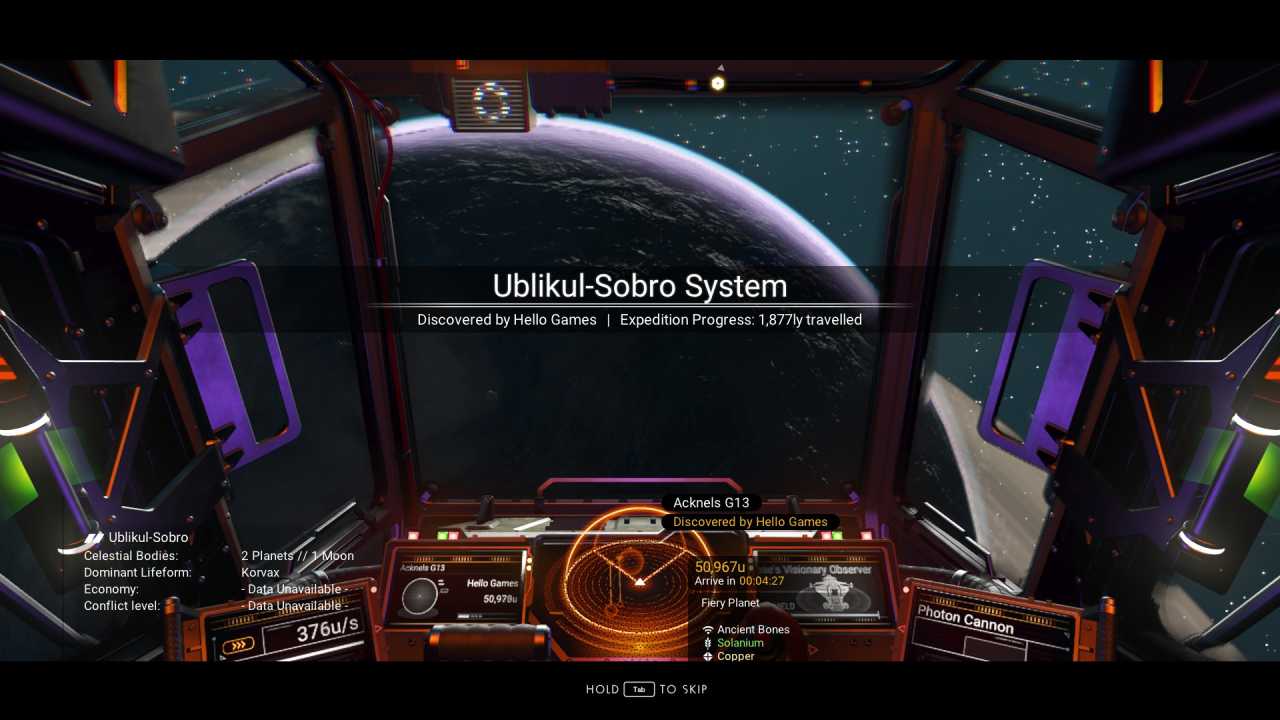 Ublikul-Sobro System
Discovered by Hello Games | Expedition Progress: 1,877ly travelled
Acknels G13
Discovered by Hello Games
Ublikul-Sobro
Celestial Bodies: 2 Planets // 1 Moon
Dominant Lifeform: Korvax
Economy: - Data Unavailable -
Conflict level: - Data Unavailable -
Acknels G13
Hello Games
50,979u
376u/s
50,967u
Arrive in 00:04:27
Fiery Planet
Ancient Bones
Solanium
Copper
Visionary Observer
Photon Cannon
HOLD Tab TO SKIP